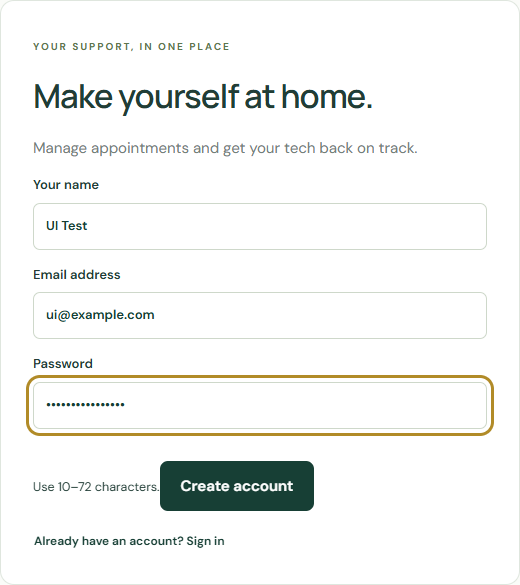 YOUR SUPPORT, IN ONE PLACE
Make yourself at home.
Manage appointments and get your tech back on track.
Your name
UI Test
Email address
ui@example.com
Password
••••••••••••••••
Use 10–72 characters. Create account
Already have an account? Sign in